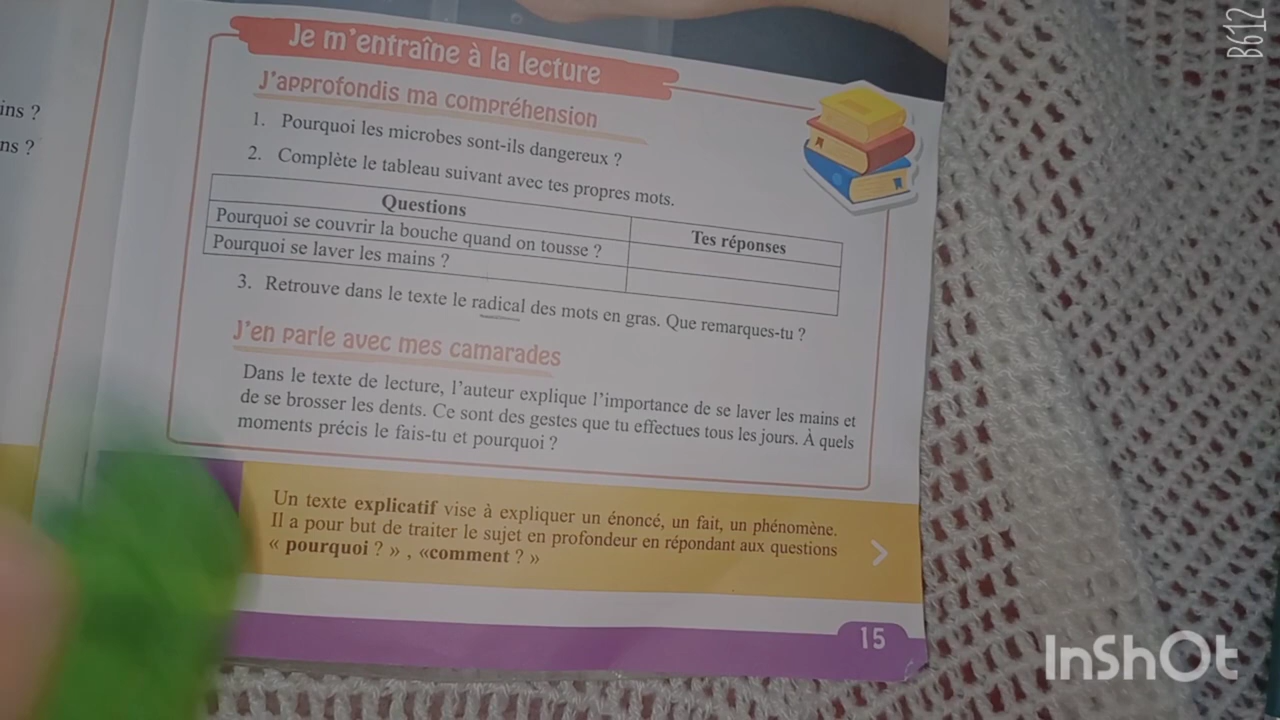 ins ?
ns ?
Je m'entraîne à la lecture
J'approfondis ma compréhension
1. Pourquoi les microbes sont-ils dangereux ?
2. Complète le tableau suivant avec tes propres mots.
Questions
Tes réponses
Pourquoi se couvrir la bouche quand on tousse ?
Pourquoi se laver les mains ?
3. Retrouve dans le texte le radical des mots en gras. Que remarques-tu ?
J'en parle avec mes camarades
Dans le texte de lecture, l'auteur explique l'importance de se laver les mains et
de se brosser les dents. Ce sont des gestes que tu effectues tous les jours. À quels
moments précis le fais-tu et pourquoi ?
Un texte explicatif vise à expliquer un énoncé, un fait, un phénomène.
Il a pour but de traiter le sujet en profondeur en répondant aux questions
« pourquoi ? » , «comment ? »
15
B612
InShOt